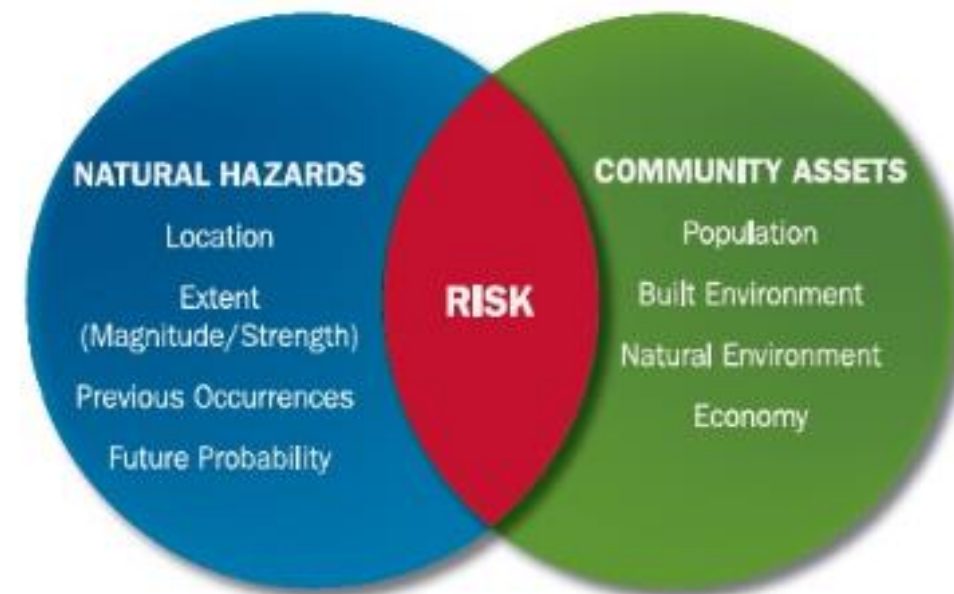 NATURAL HAZARDS
Location
Extent
(Magnitude/Strength)
Previous Occurrences
Future Probability
RISK
COMMUNITY ASSETS
Population
Built Environment
Natural Environment
Economy